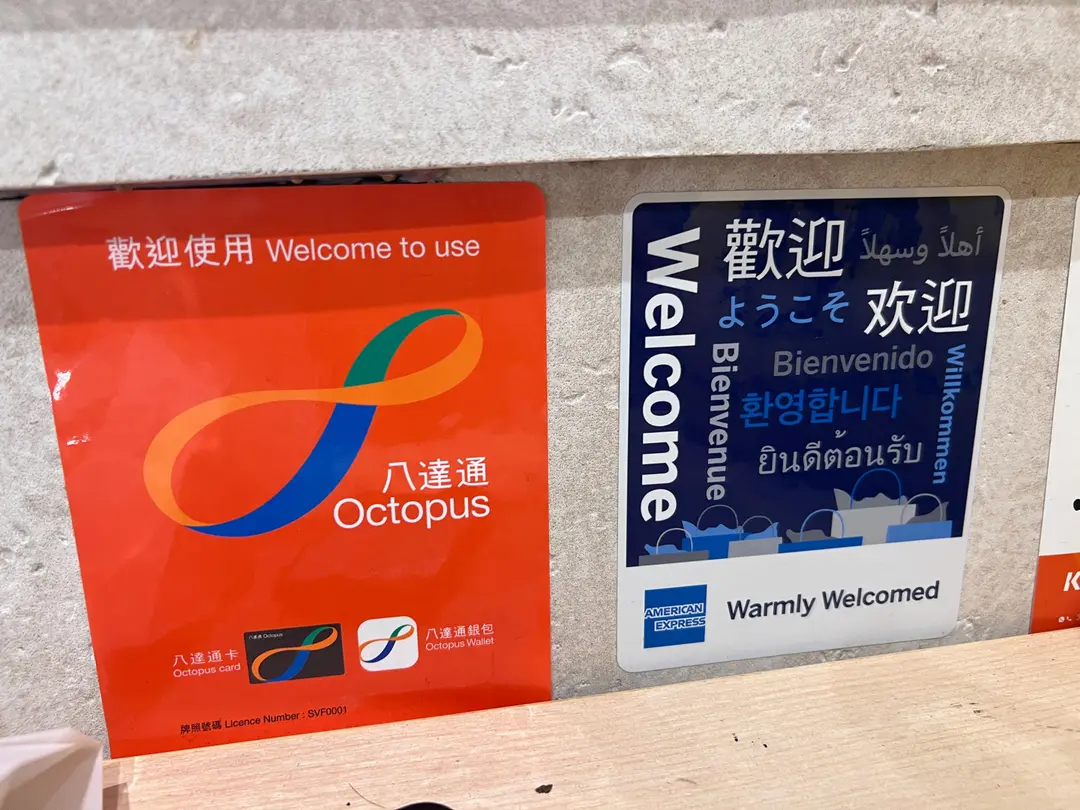 歡迎使用 Welcome to use
八達通
Octopus
八達通 Octopus
八達通卡
Octopus card
八達通銀包
Octopus Wallet
牌照號碼 Licence Number : SVF0001
Welcome
歡迎
أهلاً وسهلاً
ようこそ
欢迎
Bienvenue
Bienvenido
Willkommen
환영합니다
ยินดีต้อนรับ
AMERICAN
EXPRESS
Warmly Welcomed
K